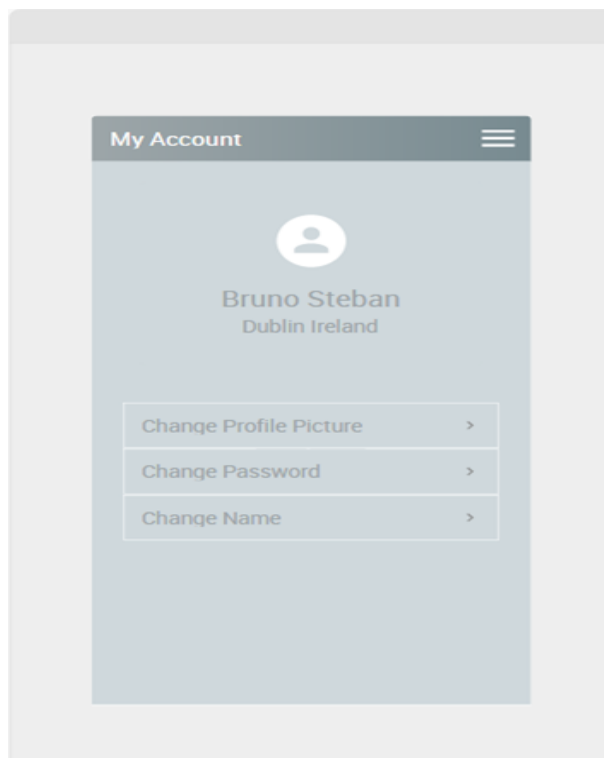 My Account
Bruno Steban
Dublin Ireland
Change Profile Picture
Change Password
Change Name